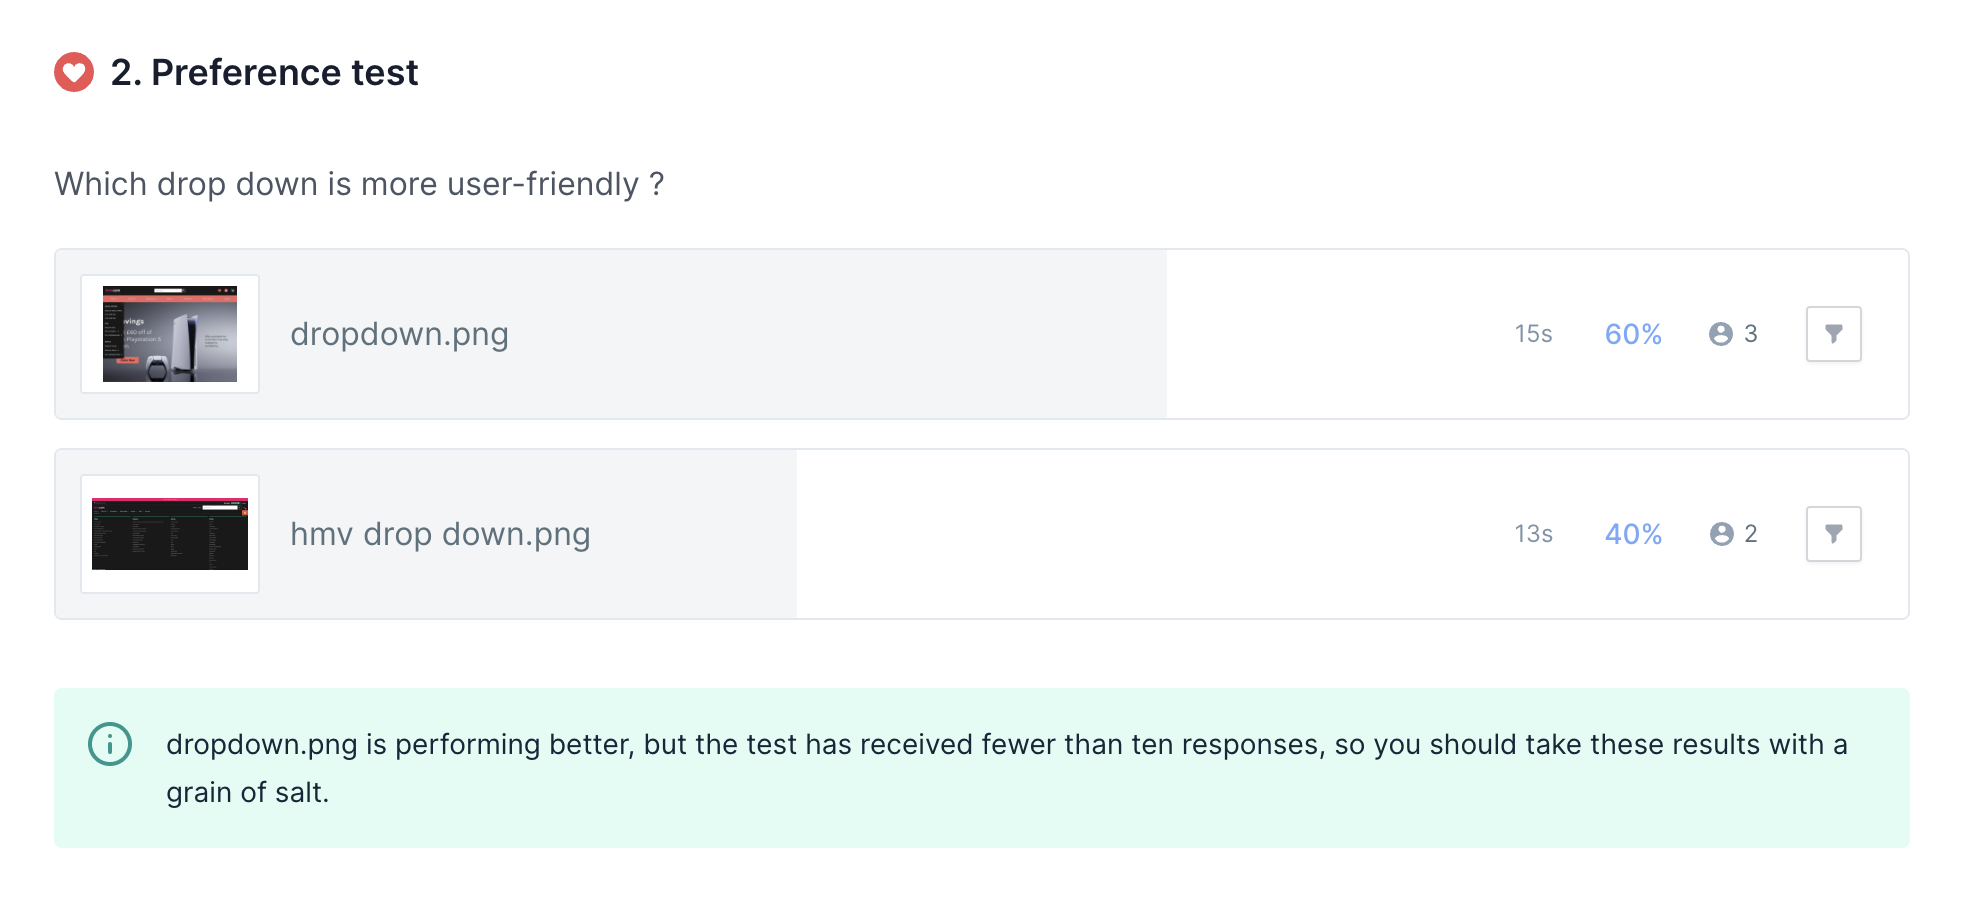 2. Preference test
Which drop down is more user-friendly ?
dropdown.png
15s 60% 3
hmv drop down.png
13s 40% 2
dropdown.png is performing better, but the test has received fewer than ten responses, so you should take these results with a
grain of salt.